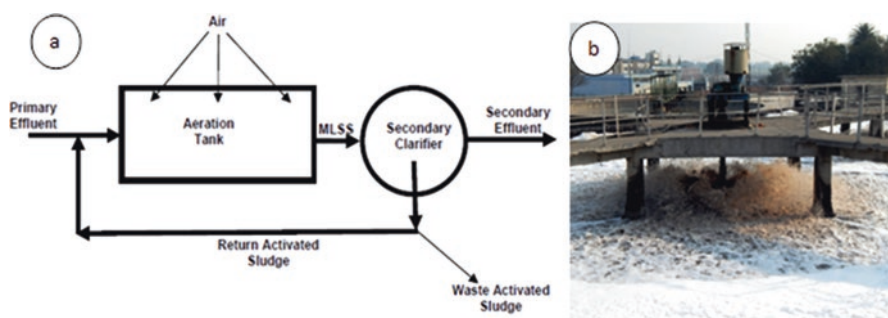 a
Air
Primary
Effluent
Aeration
Tank
MLSS
Secondary
Clarifier
Secondary
Effluent
Return Activated
Sludge
Waste Activated
Sludge
b